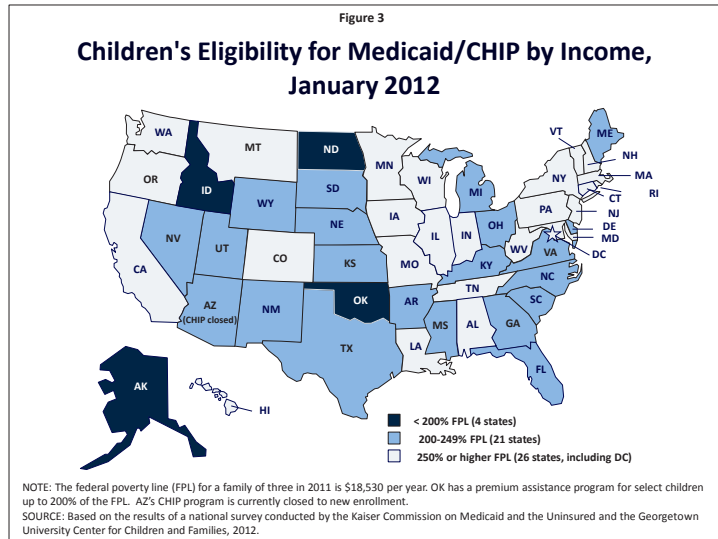 Figure 3
Children's Eligibility for Medicaid/CHIP by Income,
January 2012
WA
MT
ND
MN
VT
ME
NH
OR
ID
SD
WI
MI
NY
MA
WY
CT
RI
IA
PA
NJ
NE
NV
UT
IL
IN
OH
DE
MD
CO
WV
VA
DC
CA
KS
MO
KY
NC
TN
AZ
(CHIP closed)
NM
OK
AR
SC
MS
AL
GA
TX
LA
FL
AK
HI
< 200% FPL (4 states)
200-249% FPL (21 states)
250% or higher FPL (26 states, including DC)
NOTE: The federal poverty line (FPL) for a family of three in 2011 is $18,530 per year. OK has a premium assistance program for select children
up to 200% of the FPL. AZ's CHIP program is currently closed to new enrollment.
SOURCE: Based on the results of a national survey conducted by the Kaiser Commission on Medicaid and the Uninsured and the Georgetown
University Center for Children and Families, 2012.